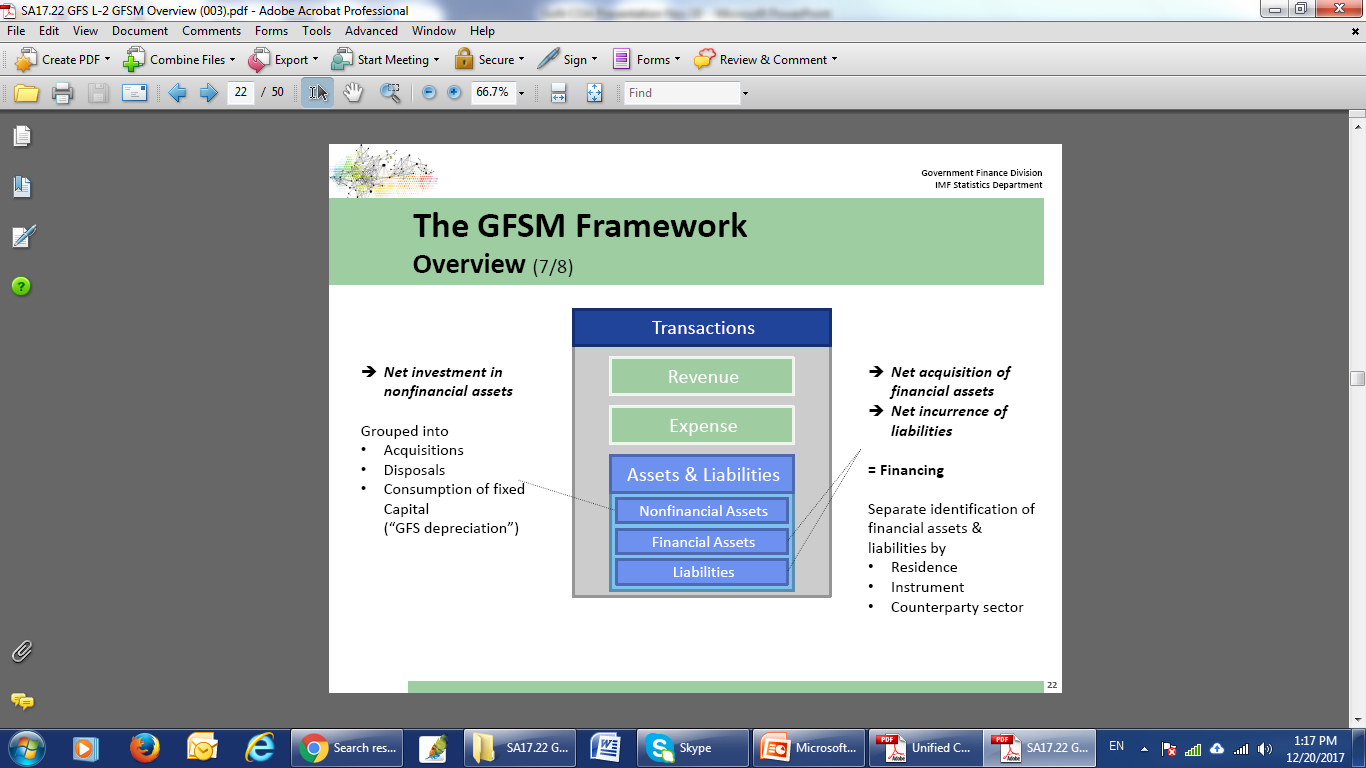 SA17.22 GFS L-2 GFSM Overview (003).pdf - Adobe Acrobat Professional
File Edit View Document Comments Forms Tools Advanced Window Help
Create PDF Combine Files Export Start Meeting Secure Sign Forms Review & Comment
22 / 50 66.7% Find
Government Finance Division
IMF Statistics Department
The GFSM Framework
Overview (7/8)
Transactions
Revenue
Expense
Assets & Liabilities
Nonfinancial Assets
Financial Assets
Liabilities
➔ Net investment in
nonfinancial assets
Grouped into
• Acquisitions
• Disposals
• Consumption of fixed
Capital
(“GFS depreciation”)
➔ Net acquisition of
financial assets
➔ Net incurrence of
liabilities
= Financing
Separate identification of
financial assets &
liabilities by
• Residence
• Instrument
• Counterparty sector
22
Search res... SA17.22 G... Skype Microsoft... Unified C... SA17.22 G... EN
1:17 PM
12/20/2017